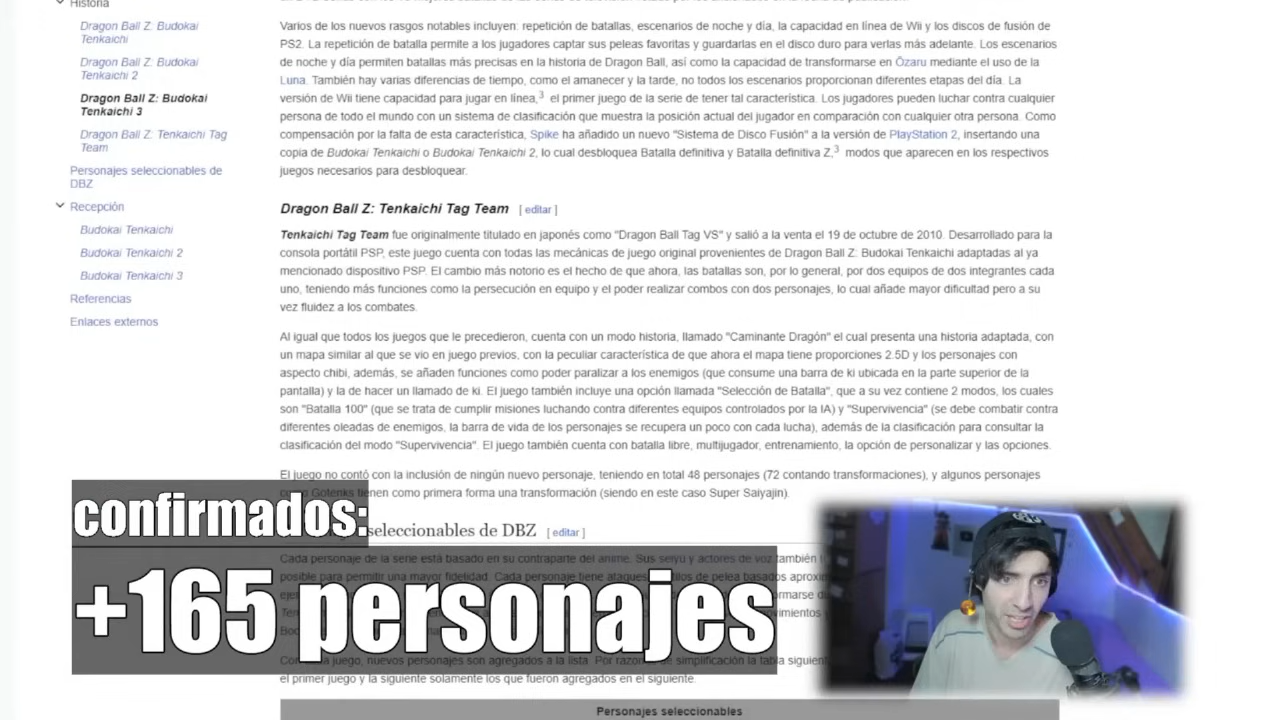 Historia
Dragon Ball Z: Budokai
Tenkaichi
Dragon Ball Z: Budokai
Tenkaichi 2
Dragon Ball Z: Budokai
Tenkaichi 3
Dragon Ball Z: Tenkaichi Tag
Team
Personajes seleccionables de
DBZ
Recepción
Budokai Tenkaichi
Budokai Tenkaichi 2
Budokai Tenkaichi 3
Referencias
Enlaces externos
Varios de los nuevos rasgos notables incluyen: repetición de batallas, escenarios de noche y día, la capacidad en línea de Wii y los discos de fusión de
PS2. La repetición de batalla permite a los jugadores captar sus peleas favoritas y guardarlas en el disco duro para verlas más adelante. Los escenarios
de noche y día permiten batallas más precisas en la historia de Dragon Ball, así como la capacidad de transformarse en Ōzaru mediante el uso de la
Luna. También hay varias diferencias de tiempo, como el amanecer y la tarde, no todos los escenarios proporcionan diferentes etapas del día. La
versión de Wii tiene capacidad para jugar en línea,3 el primer juego de la serie de tener tal característica. Los jugadores pueden luchar contra cualquier
persona de todo el mundo con un sistema de clasificación que muestra la posición actual del jugador en comparación con cualquier otra persona. Como
compensación por la falta de esta característica, Spike ha añadido un nuevo "Sistema de Disco Fusión" a la versión de PlayStation 2, insertando una
copia de Budokai Tenkaichi o Budokai Tenkaichi 2, lo cual desbloquea Batalla definitiva y Batalla definitiva Z,3 modos que aparecen en los respectivos
juegos necesarios para desbloquear.
Dragon Ball Z: Tenkaichi Tag Team [ editar ]
Tenkaichi Tag Team fue originalmente titulado en japonés como "Dragon Ball Tag VS" y salió a la venta el 19 de octubre de 2010. Desarrollado para la
consola portátil PSP, este juego cuenta con todas las mecánicas de juego original provenientes de Dragon Ball Z: Budokai Tenkaichi adaptadas al ya
mencionado dispositivo PSP. El cambio más notorio es el hecho de que ahora, las batallas son, por lo general, por dos equipos de dos integrantes cada
uno, teniendo más funciones como la persecución en equipo y el poder realizar combos con dos personajes, lo cual añade mayor dificultad pero a su
vez fluidez a los combates.
Al igual que todos los juegos que le precedieron, cuenta con un modo historia, llamado "Caminante Dragón" el cual presenta una historia adaptada, con
un mapa similar al que se vio en juego previos, con la peculiar característica de que ahora el mapa tiene proporciones 2.5D y los personajes con
aspecto chibi, además, se añaden funciones como poder paralizar a los enemigos (que consume una barra de ki ubicada en la parte superior de la
pantalla) y la de hacer un llamado de ki. El juego también incluye una opción llamada "Selección de Batalla", que a su vez contiene 2 modos, los cuales
son "Batalla 100" (que se trata de cumplir misiones luchando contra diferentes equipos controlados por la IA) y "Supervivencia" (se debe combatir contra
diferentes oleadas de enemigos, la barra de vida de los personajes se recupera un poco con cada lucha), además de la clasificación para consultar la
clasificación del modo "Supervivencia". El juego también cuenta con batalla libre, multijugador, entrenamiento, la opción de personalizar y las opciones.
El juego no contó con la inclusión de ningún nuevo personaje, teniendo en total 48 personajes (72 contando transformaciones), y algunos personajes
Gotenks tienen como primera forma una transformación (siendo en este caso Super Saiyajin).
seleccionables de DBZ [ editar ]
Cada personaje de la serie está basado en su contraparte del anime. Sus seiyū y actores de voz también
posible para permitir una mayor fidelidad. Cada personaje tiene ataques
juego, nuevos personajes son agregados a la lista. Por
simplificación la tabla
el primer juego y la siguiente solamente los que fueron agregados en el siguiente.
Personajes seleccionables
confirmados:
+165 personajes